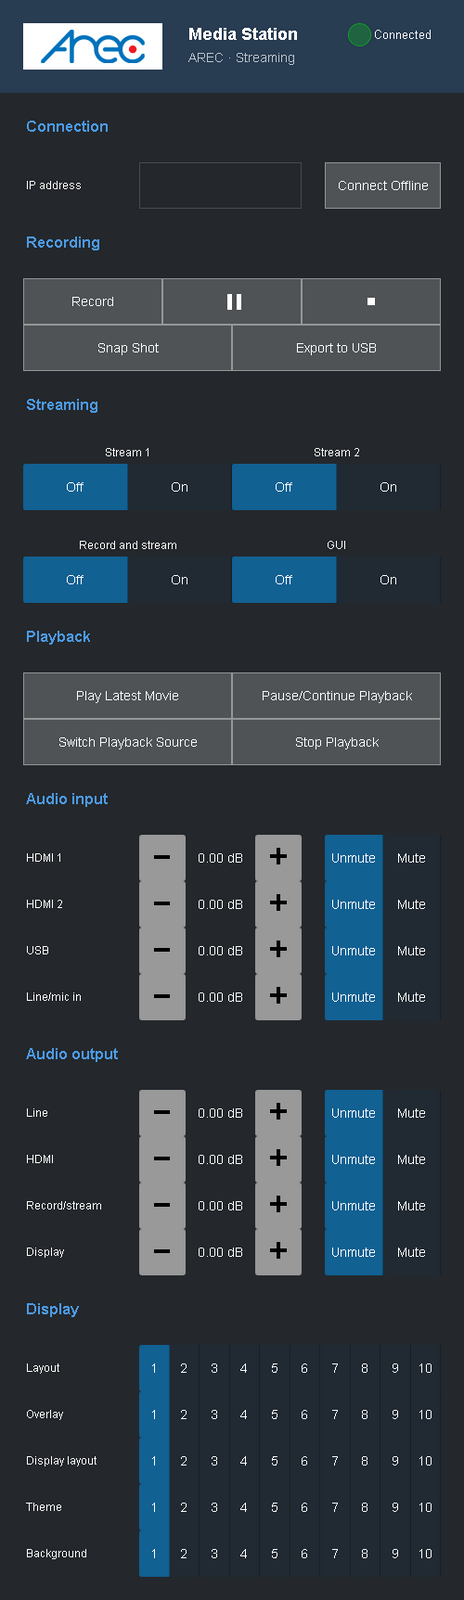 Arec
Media Station
AREC · Streaming
Connected
Connection
IP address
Connect Offline
Recording
Record
Snap Shot
Export to USB
Streaming
Stream 1
Stream 2
Off On Off On
Record and stream
GUI
Off On Off On
Playback
Play Latest Movie
Pause/Continue Playback
Switch Playback Source
Stop Playback
Audio input
HDMI 1 − 0.00 dB + Unmute Mute
HDMI 2 − 0.00 dB + Unmute Mute
USB − 0.00 dB + Unmute Mute
Line/mic in − 0.00 dB + Unmute Mute
Audio output
Line − 0.00 dB + Unmute Mute
HDMI − 0.00 dB + Unmute Mute
Record/stream − 0.00 dB + Unmute Mute
Display − 0.00 dB + Unmute Mute
Display
Layout 1 2 3 4 5 6 7 8 9 10
Overlay 1 2 3 4 5 6 7 8 9 10
Display layout 1 2 3 4 5 6 7 8 9 10
Theme 1 2 3 4 5 6 7 8 9 10
Background 1 2 3 4 5 6 7 8 9 10